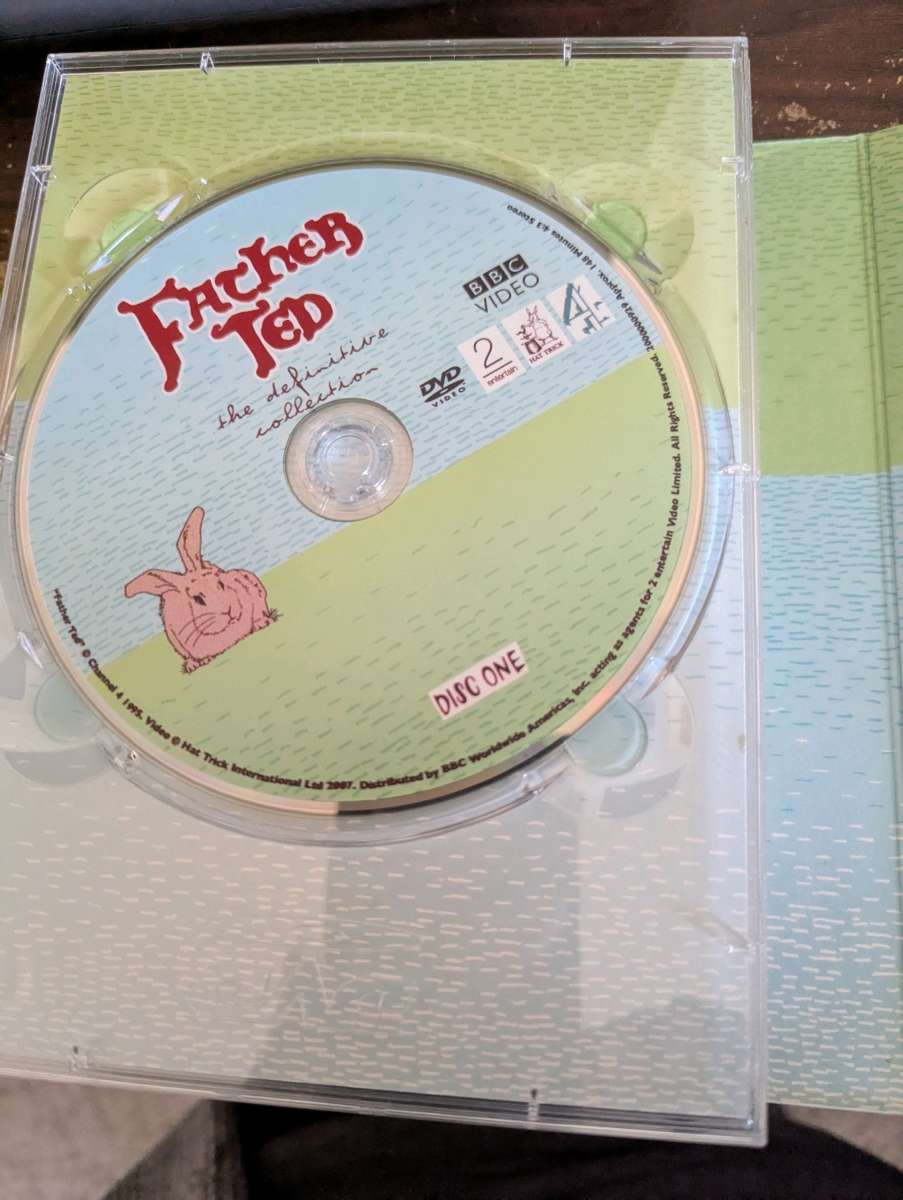 FATHER
TED
the definitive
collection
BBC
VIDEO
DVD
VIDEO
2
entertain
HAT TRICK
4
DISC ONE
"Father Ted" © Channel 4 1995. Video © Hat Trick International Ltd 2007. Distributed by BBC Worldwide Americas, Inc. acting as agents for 2 entertain Video Limited. All Rights Reserved. 2000000929 Approx. 148 Minutes 4:3 Stereo